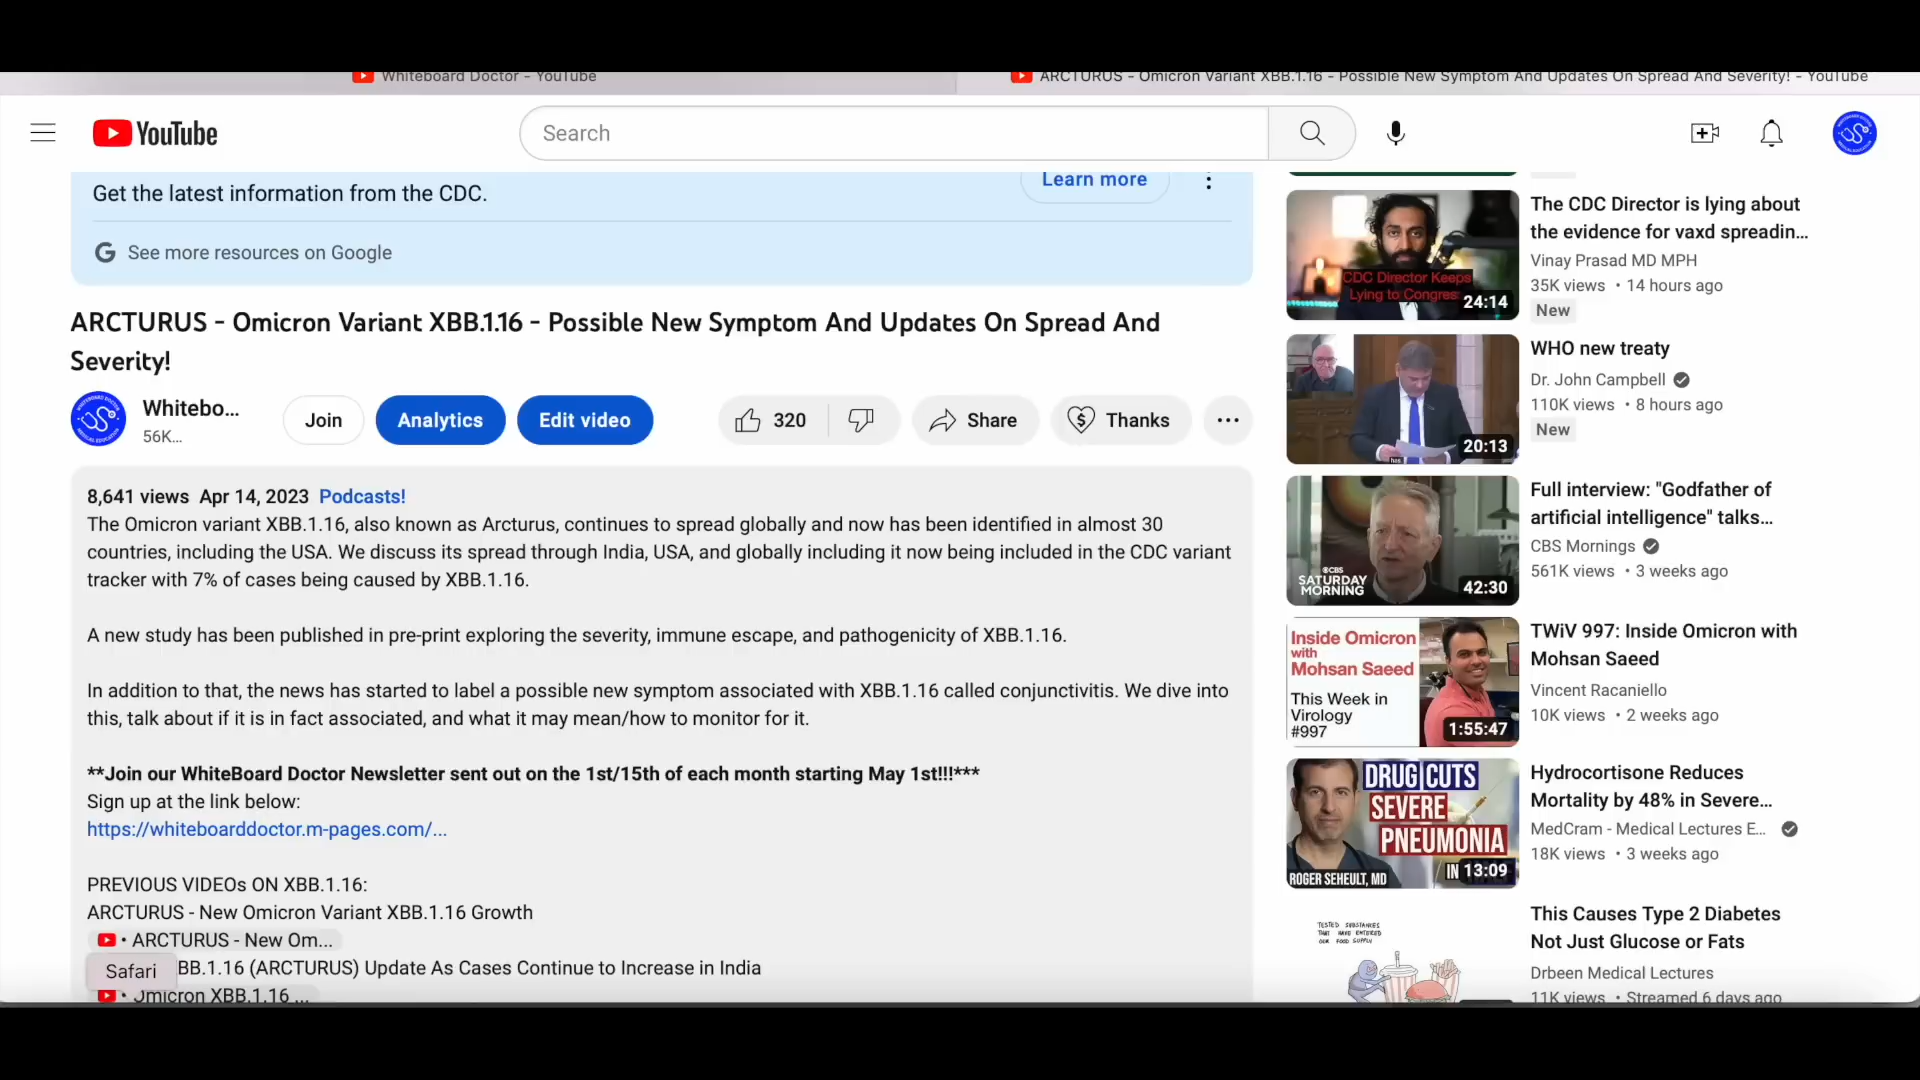 Whiteboard Doctor - YouTube
ARCTURUS - Omicron Variant XBB.1.16 - Possible New Symptom And Updates On Spread And Severity! - YouTube
YouTube
Search
Get the latest information from the CDC.
Learn more
See more resources on Google
ARCTURUS - Omicron Variant XBB.1.16 - Possible New Symptom And Updates On Spread And
Severity!
Whitebo...
56K...
Join
Analytics
Edit video
320
Share
Thanks
8,641 views Apr 14, 2023 Podcasts!
The Omicron variant XBB.1.16, also known as Arcturus, continues to spread globally and now has been identified in almost 30
countries, including the USA. We discuss its spread through India, USA, and globally including it now being included in the CDC variant
tracker with 7% of cases being caused by XBB.1.16.
A new study has been published in pre-print exploring the severity, immune escape, and pathogenicity of XBB.1.16.
In addition to that, the news has started to label a possible new symptom associated with XBB.1.16 called conjunctivitis. We dive into
this, talk about if it is in fact associated, and what it may mean/how to monitor for it.
**Join our WhiteBoard Doctor Newsletter sent out on the 1st/15th of each month starting May 1st!!!***
Sign up at the link below:
https://whiteboarddoctor.m-pages.com/...
PREVIOUS VIDEOs ON XBB.1.16:
ARCTURUS - New Omicron Variant XBB.1.16 Growth
• ARCTURUS - New Om...
Safari
BB.1.16 (ARCTURUS) Update As Cases Continue to Increase in India
• Omicron XBB.1.16 ...
CDC Director Keeps
Lying to Congress
24:14
The CDC Director is lying about
the evidence for vaxd spreadin...
Vinay Prasad MD MPH
35K views • 14 hours ago
New
has
20:13
WHO new treaty
Dr. John Campbell
110K views • 8 hours ago
New
CBS
SATURDAY
MORNING
42:30
Full interview: "Godfather of
artificial intelligence" talks...
CBS Mornings
561K views • 3 weeks ago
Inside Omicron
with
Mohsan Saeed
This Week in
Virology
#997
1:55:47
TWiV 997: Inside Omicron with
Mohsan Saeed
Vincent Racaniello
10K views • 2 weeks ago
DRUG CUTS
SEVERE
PNEUMONIA
ROGER SEHEULT, MD
IN
13:09
Hydrocortisone Reduces
Mortality by 48% in Severe...
MedCram - Medical Lectures E...
18K views • 3 weeks ago
TESTED SUBSTANCES
THAT HAVE ENTERED
OUR FOOD SUPPLY
This Causes Type 2 Diabetes
Not Just Glucose or Fats
Drbeen Medical Lectures
11K views • Streamed 6 days ago